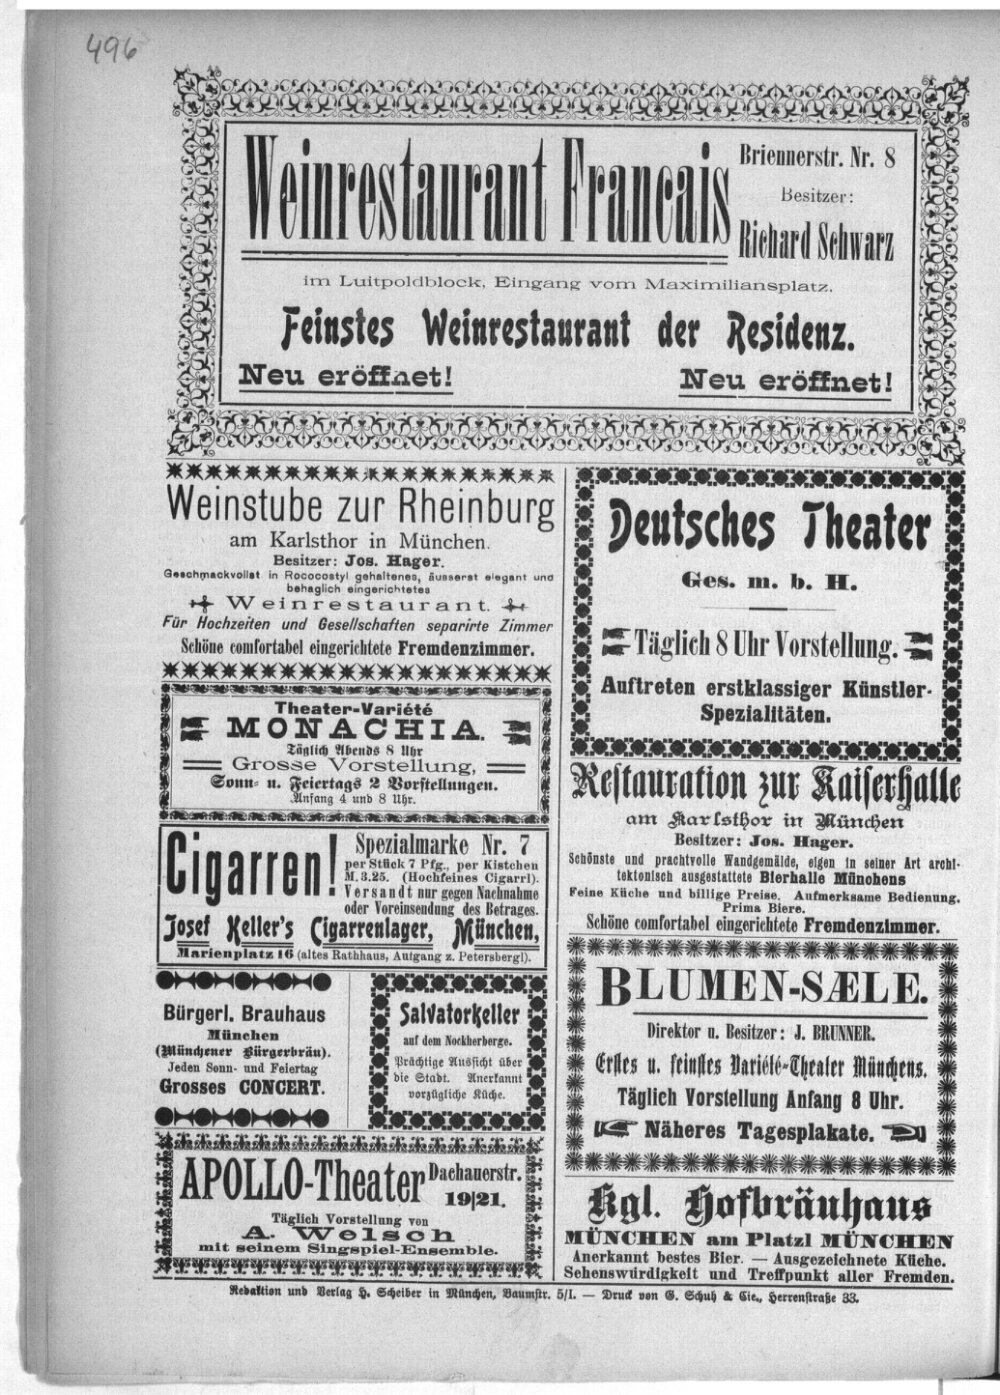 496
Weinrestaurant Francais
Briennerstr. Nr. 8
Besitzer:
Richard Schwarz
im Luitpoldblock, Eingang vom Maximiliansplatz.
Feinstes Weinrestaurant der Residenz.
Neu eröffnet! Neu eröffnet!
Weinstube zur Rheinburg
am Karlsthor in München.
Besitzer: Jos. Hager.
Geschmackvollst in Rococostyl gehaltenes, äusserst elegant und
behaglich eingerichtetes
Weinrestaurant.
Für Hochzeiten und Gesellschaften separirte Zimmer
Schöne comfortabel eingerichtete Fremdenzimmer.
Theater-Variété
MONACHIA.
Täglich Abends 8 Uhr
Grosse Vorstellung,
Sonn- u. Feiertags 2 Vorstellungen.
Anfang 4 und 8 Uhr.
Cigarren!
Spezialmarke Nr. 7
per Stück 7 Pfg., per Kistchen
M. 3.25. (Hochfeines Cigarrl).
Versandt nur gegen Nachnahme
oder Voreinsendung des Betrages.
Josef Keller's Cigarrenlager, München,
Marienplatz 16 (altes Rathhaus, Aufgang z. Petersbergl).
Bürgerl. Brauhaus
München
(Münchener Bürgerbräu).
Jeden Sonn- und Feiertag
Grosses CONCERT.
Salvatorkeller
auf dem Nockherberge.
Prächtige Aussicht über
die Stadt. Anerkannt
vorzügliche Küche.
APOLLO-Theater
Dachauerstr.
19/21.
Täglich Vorstellung von
A. Welsch
mit seinem Singspiel-Ensemble.
Deutsches Theater
Ges. m. b. H.
Täglich 8 Uhr Vorstellung.
Auftreten erstklassiger Künstler-
Spezialitäten.
Restauration zur Kaiserhalle
am Karlsthor in München
Besitzer: Jos. Hager.
Schönste und prachtvolle Wandgemälde, eigen in seiner Art archi-
tektonisch ausgestattete Bierhalle Münchens
Feine Küche und billige Preise. Aufmerksame Bedienung.
Prima Biere.
Schöne comfortabel eingerichtete Fremdenzimmer.
BLUMEN-SÆLE.
Direktor u. Besitzer: J. BRUNNER.
Erstes u. feinstes Variété-Theater Münchens.
Täglich Vorstellung Anfang 8 Uhr.
Näheres Tagesplakate.
Kgl. Hofbräuhaus
MÜNCHEN am Platzl MÜNCHEN
Anerkannt bestes Bier. — Ausgezeichnete Küche.
Sehenswürdigkeit und Treffpunkt aller Fremden.
Redaktion und Verlag H. Scheiber in München, Baumstr. 5/I. — Druck von G. Schuh & Cie., Herrenstraße 33.